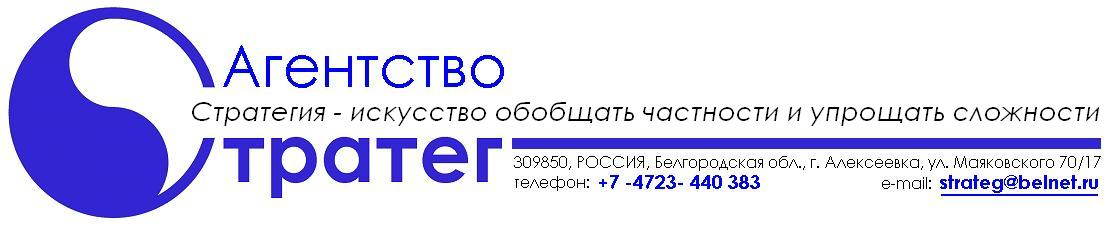 Агентство
Стратегия - искусство обобщать частности и упрощать сложности
тратег
309850, РОССИЯ, Белгородская обл., г. Алексеевка, ул. Маяковского 70/17
телефон: +7 -4723- 440 383 e-mail: strateg@belnet.ru